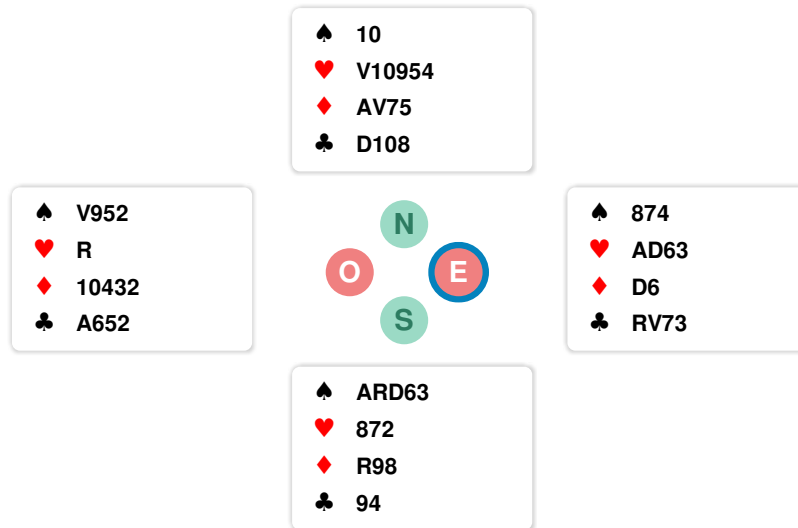 ♠ 10
♥ V10954
♦ AV75
♣ D108
♠ V952
♥ R
♦ 10432
♣ A652
N
O E
S
♠ 874
♥ AD63
♦ D6
♣ RV73
♠ ARD63
♥ 872
♦ R98
♣ 94